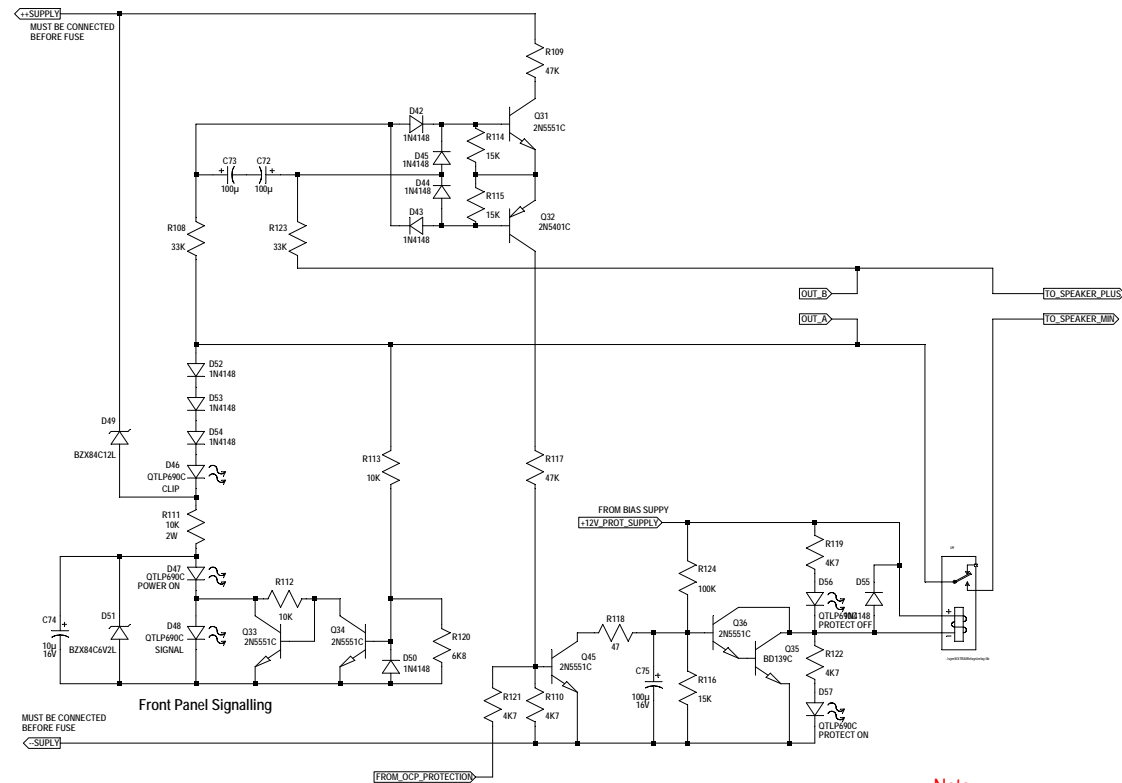 ++SUPPLY
MUST BE CONNECTED
BEFORE FUSE
R109
47K
D42
1N4148
Q31
2N5551C
R114
15K
D45
1N4148
C73
100µ
C72
100µ
D44
1N4148
R115
15K
Q32
2N5401C
D43
1N4148
R108
33K
R123
33K
OUT_B
TO_SPEAKER_PLUS
OUT_A
TO_SPEAKER_MIN
D52
1N4148
D53
1N4148
D54
1N4148
D49
BZX84C12L
D46
QTLP690C
CLIP
R113
10K
R117
47K
R111
10K
2W
FROM BIAS SUPPY
+12V_PROT_SUPPLY
R119
4K7
R124
100K
D47
QTLP690C
POWER ON
D56
QTLP690C
PROTECT OFF
D55
1N4148
R112
10K
C74
10µ
16V
D51
BZX84C6V2L
D48
QTLP690C
SIGNAL
Q33
2N5551C
Q34
2N5551C
R120
6K8
D50
1N4148
R118
47
Q36
2N5551C
Q35
BD139C
Q45
2N5551C
C75
100µ
16V
R116
15K
R122
4K7
R121
4K7
R110
4K7
D57
QTLP690C
PROTECT ON
Front Panel Signalling
MUST BE CONNECTED
BEFORE FUSE
--SUPLY
FROM_OCP_PROTECTION
Note